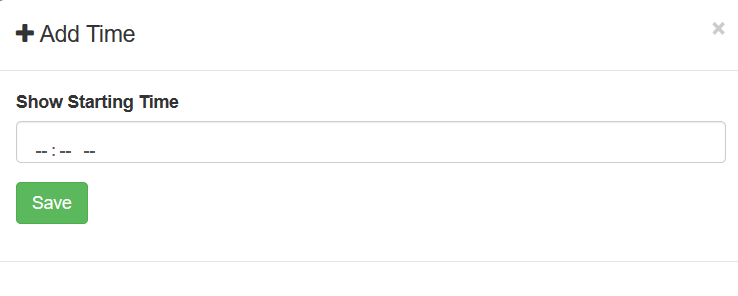 Add Time
×
Show Starting Time
--:-- --
Save